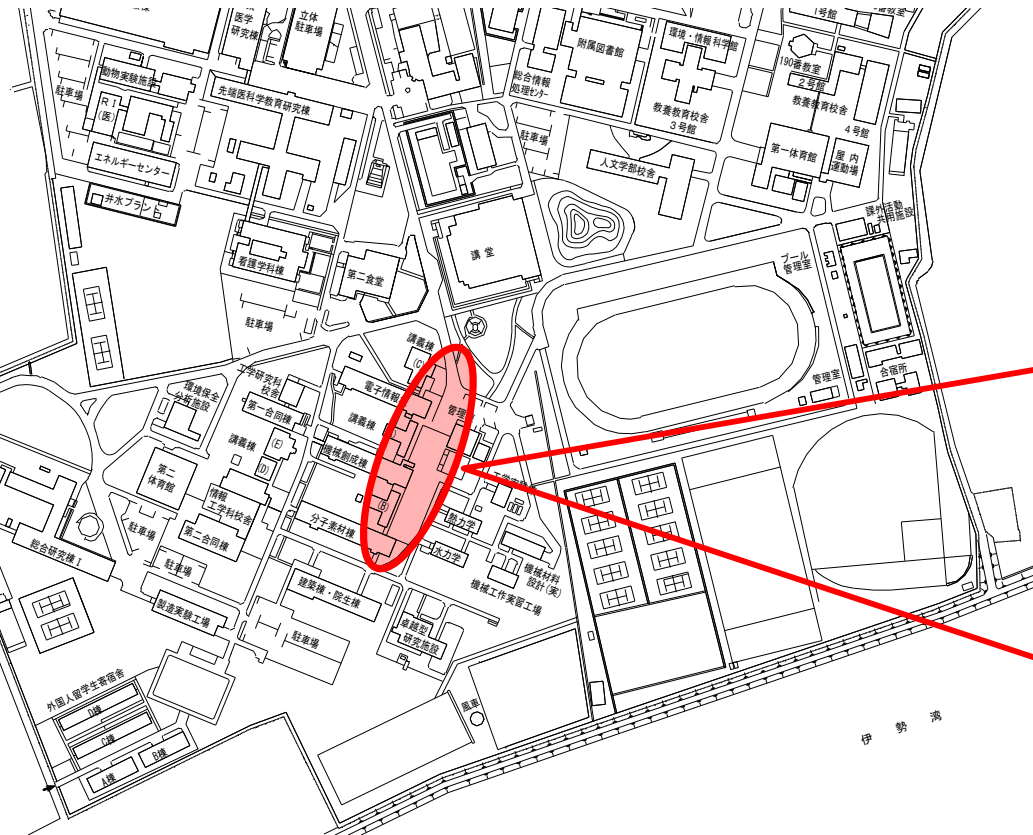 医学
研究棟
立体
駐車場
附属図書館
環境・情報科学館
1号館
190番教室
2号館
教養教育校舎
4号館
動物実験施設
駐車場
RI
(医)
先端医科学教育研究棟
総合情報
処理センター
駐車場
教養教育校舎
3号館
第一体育館
屋内
運動場
エネルギーセンター
人文学部校舎
井水プラント
課外活動
共用施設
講堂
看護学科棟
第二食堂
プール
管理室
駐車場
講義棟
(C)
環境保全
分析施設
工学研究科
校舎
電子情報
管理室
合宿所
第一合同棟
講義棟
管理
講義棟
(E)
(D)
機械創成棟
第二
体育館
情報
工学科校舎
(B)
分子素材棟
熱力学
駐車場
第二合同棟
水力学
総合研究棟Ⅰ
駐車場
機械材料
設計(実)
建築棟・院生棟
機械工作実習工場
製造実験工場
駐車場
卓越型
研究施設
外国人留学生寄宿舎
D棟
C棟
B棟
A棟
風車
伊勢湾